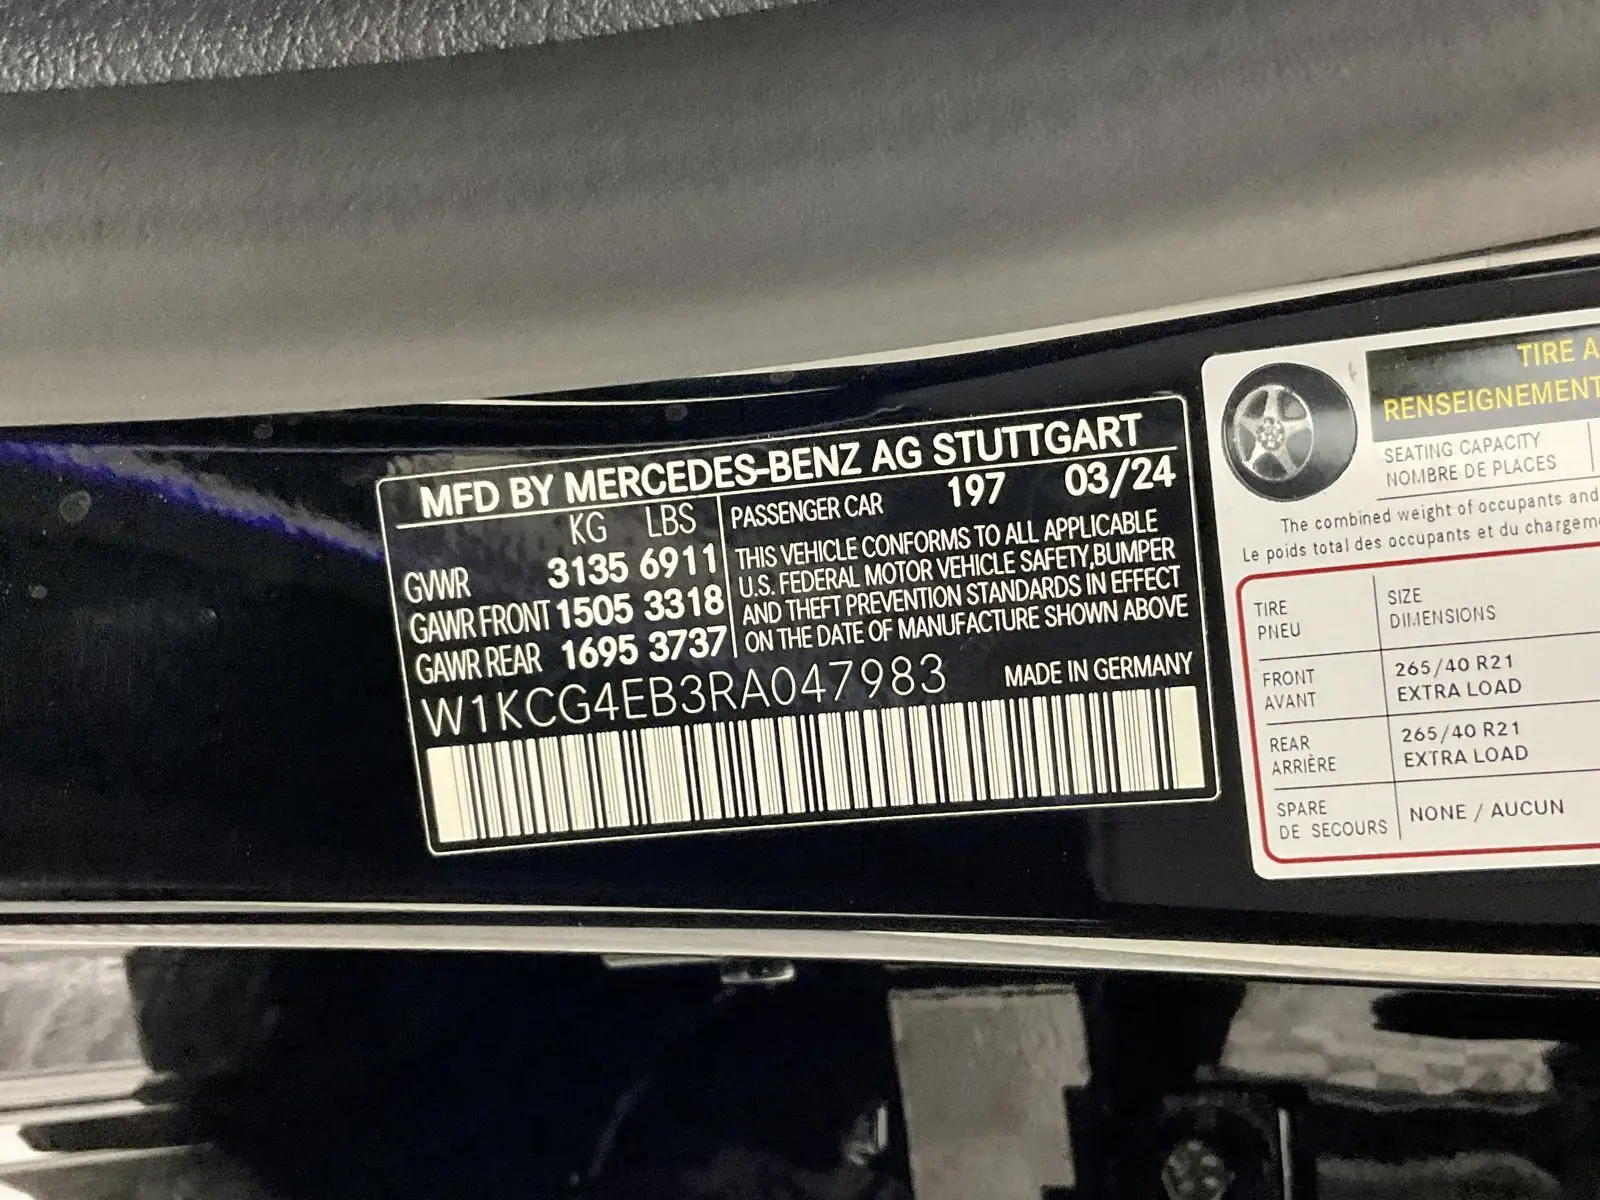 MFD BY MERCEDES-BENZ AG STUTTGART
KG LBS
GVWR 3135 6911
GAWR FRONT 1505 3318
GAWR REAR 1695 3737
PASSENGER CAR 197 03/24
THIS VEHICLE CONFORMS TO ALL APPLICABLE
U.S. FEDERAL MOTOR VEHICLE SAFETY,BUMPER
AND THEFT PREVENTION STANDARDS IN EFFECT
ON THE DATE OF MANUFACTURE SHOWN ABOVE
W1KCG4EB3RA047983 MADE IN GERMANY
TIRE A
RENSEIGNEMENT
SEATING CAPACITY
NOMBRE DE PLACES
The combined weight of occupants and
Le poids total des occupants et du chargem
TIRE
PNEU
SIZE
DIMENSIONS
FRONT
AVANT
265/40 R21
EXTRA LOAD
REAR
ARRIÈRE
265/40 R21
EXTRA LOAD
SPARE
DE SECOURS
NONE / AUCUN